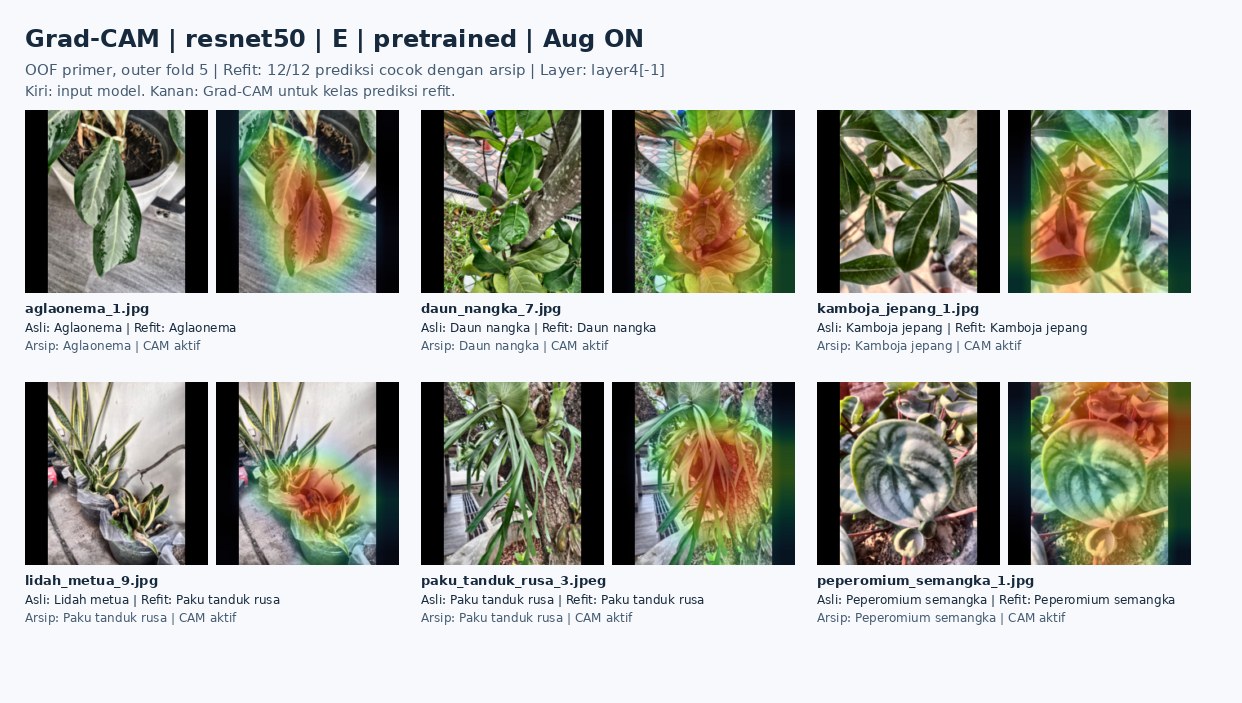 Grad-CAM | resnet50 | E | pretrained | Aug ON
OOF primer, outer fold 5 | Refit: 12/12 prediksi cocok dengan arsip | Layer: layer4[-1]
Kiri: input model. Kanan: Grad-CAM untuk kelas prediksi refit.
aglaonema_1.jpg
Asli: Aglaonema | Refit: Aglaonema
Arsip: Aglaonema | CAM aktif
daun_nangka_7.jpg
Asli: Daun nangka | Refit: Daun nangka
Arsip: Daun nangka | CAM aktif
kamboja_jepang_1.jpg
Asli: Kamboja jepang | Refit: Kamboja jepang
Arsip: Kamboja jepang | CAM aktif
lidah_metua_9.jpg
Asli: Lidah metua | Refit: Paku tanduk rusa
Arsip: Paku tanduk rusa | CAM aktif
paku_tanduk_rusa_3.jpeg
Asli: Paku tanduk rusa | Refit: Paku tanduk rusa
Arsip: Paku tanduk rusa | CAM aktif
peperomium_semangka_1.jpg
Asli: Peperomium semangka | Refit: Peperomium semangka
Arsip: Peperomium semangka | CAM aktif